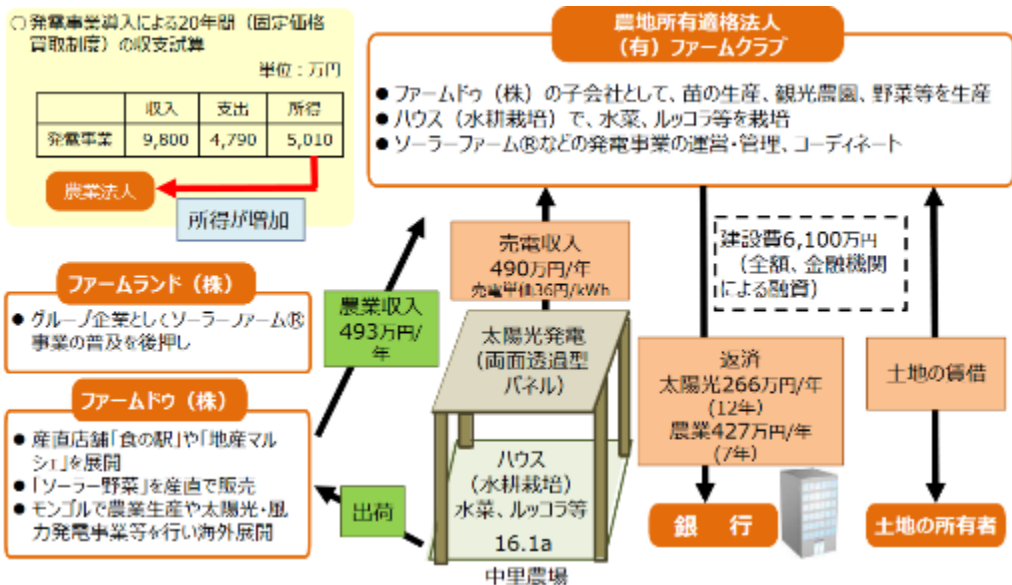 ○発電事業導入による20年間（固定価格
買取制度）の収支試算
単位：万円
収入 支出 所得
発電事業 9,800 4,790 5,010
農業法人
所得が増加
農地所有適格法人
（有）ファームクラブ
● ファームドゥ（株）の子会社として、苗の生産、観光農園、野菜等を生産
● ハウス（水耕栽培）で、水菜、ルッコラ等を栽培
● ソーラーファーム®などの発電事業の運営・管理、コーディネート
ファームランド（株）
● グループ企業としてソーラーファーム®
事業の普及を後押し
ファームドゥ（株）
● 産直店舗「食の駅」や「地産マル
シェ」を展開
● 「ソーラー野菜」を産直で販売
● モンゴルで農業生産や太陽光・風
力発電事業等を行い海外展開
農業収入
493万円/
年
出荷
売電収入
490万円/年
売電単価36円/kWh
太陽光発電
（両面透過型
パネル）
ハウス
（水耕栽培）
水菜、ルッコラ等
16.1a
中里農場
建設費6,100万円
（全額、金融機関
による融資）
返済
太陽光266万円/年
(12年)
農業427万円/年
(7年)
銀 行
土地の賃借
土地の所有者